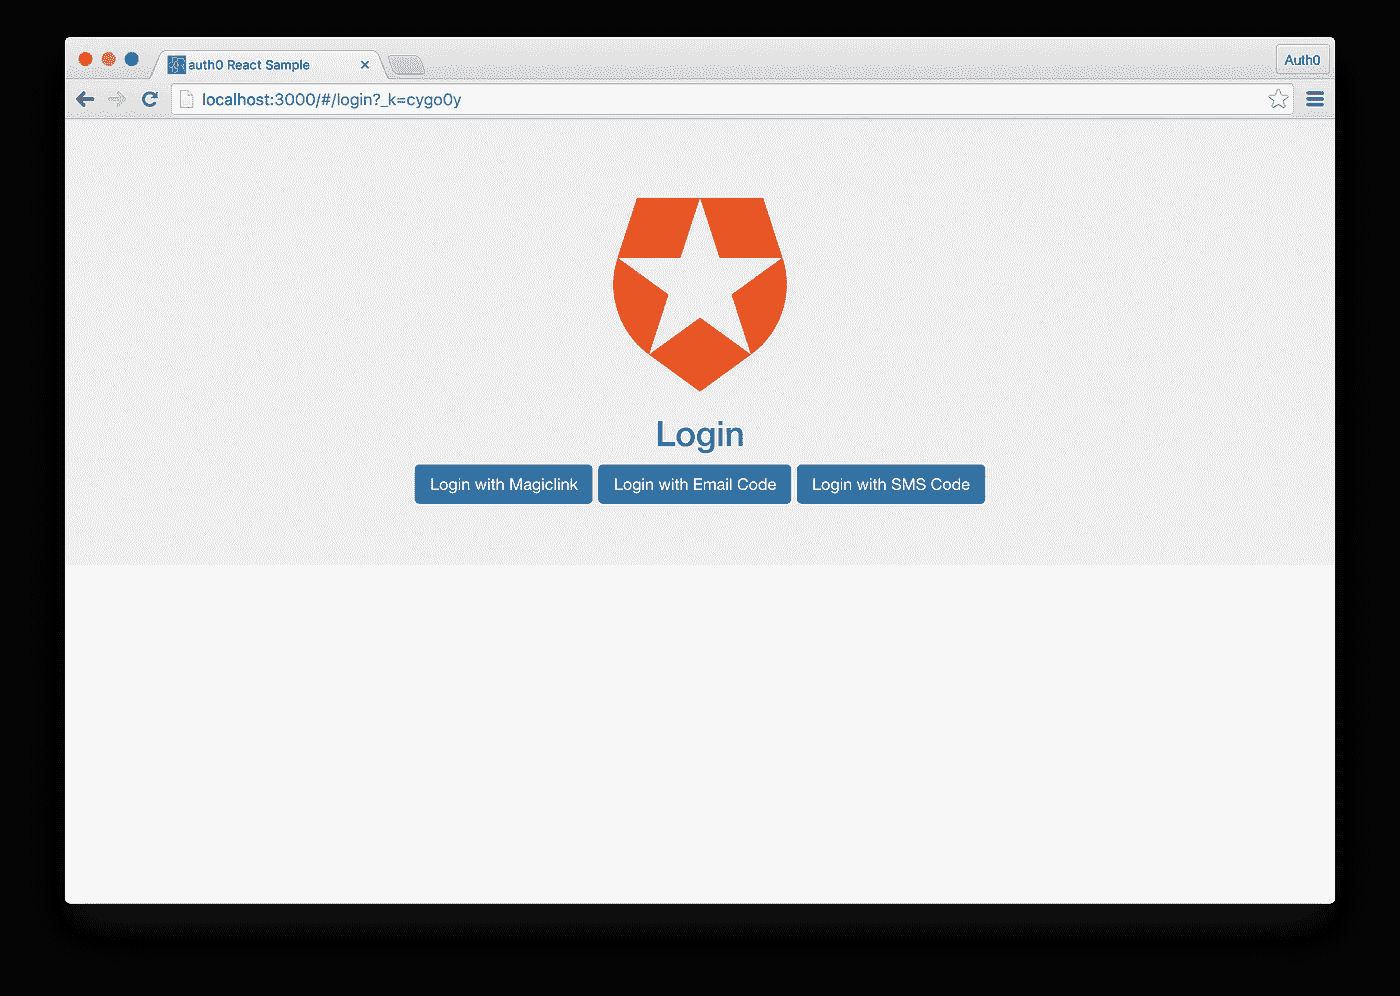 auth0 React Sample
Auth0
localhost:3000/#/login?_k=cygo0y
Login
Login with Magiclink
Login with Email Code
Login with SMS Code